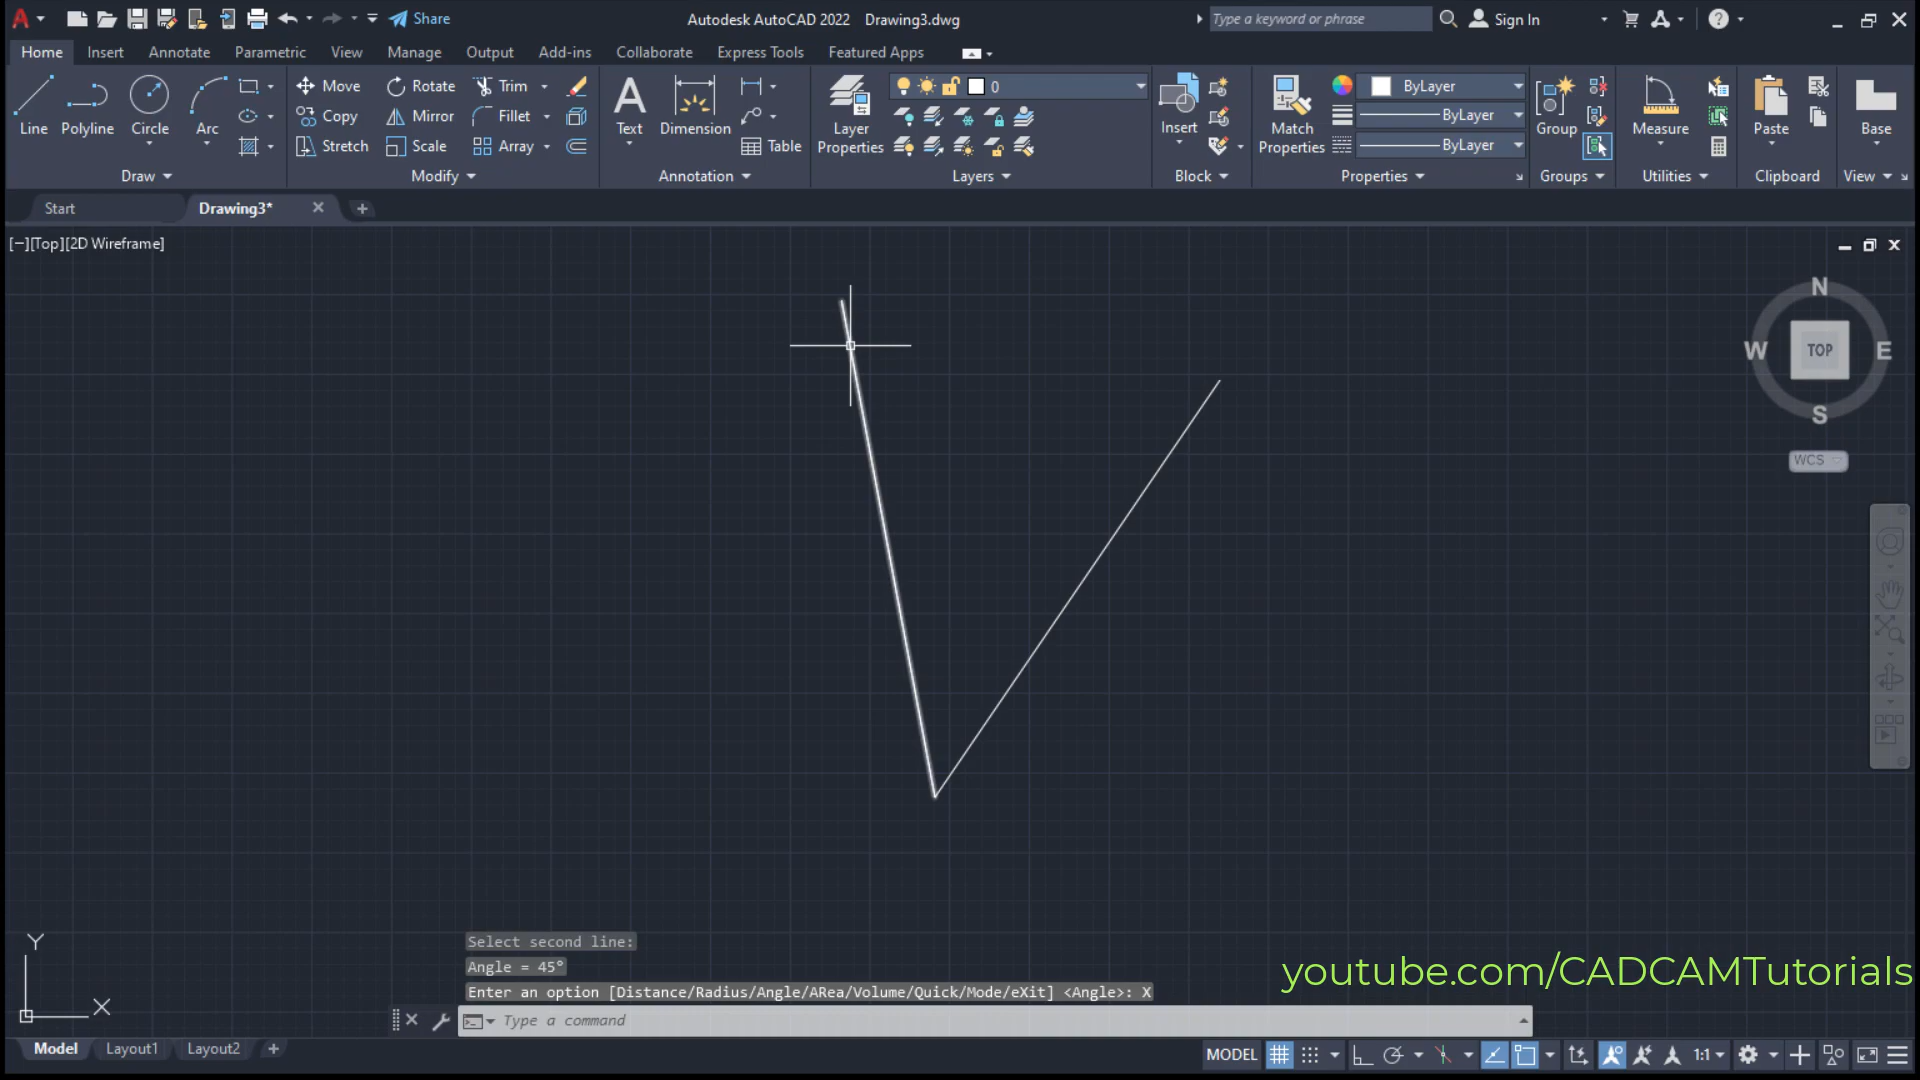 Share
Autodesk AutoCAD 2022 Drawing3.dwg
Type a keyword or phrase
Sign In
Home Insert Annotate Parametric View Manage Output Add-ins Collaborate Express Tools Featured Apps
Line Polyline Circle Arc
Move Rotate Trim
Copy Mirror Fillet
Stretch Scale Array
Text Dimension Table
Layer Properties
0
Insert
Match Properties
ByLayer
ByLayer
ByLayer
Group
Measure
Paste
Base
Draw Modify Annotation Layers Block Properties Groups Utilities Clipboard View
Start Drawing3*
[−][Top][2D Wireframe]
N
W TOP E
S
WCS
Y
X
Select second line:
Angle = 45°
Enter an option [Distance/Radius/Angle/ARea/Volume/Quick/Mode/eXit] <Angle>: X
youtube.com/CADCAMTutorials
Type a command
Model Layout1 Layout2
MODEL 1:1